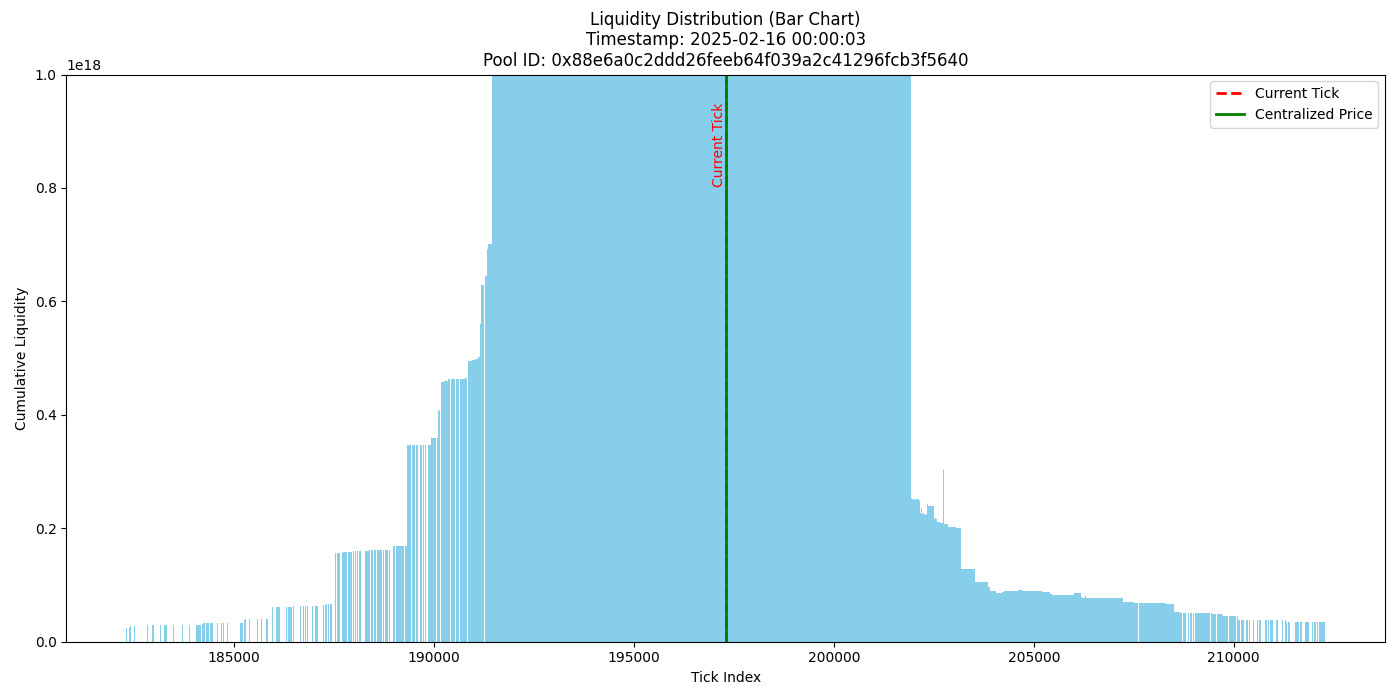 Liquidity Distribution (Bar Chart)
Timestamp: 2025-02-16 00:00:03
Pool ID: 0x88e6a0c2ddd26feeb64f039a2c41296fcb3f5640
1e18
1.0
0.8
0.6
0.4
0.2
0.0
Cumulative Liquidity
Current Tick
Current Tick
Centralized Price
185000
190000
195000
200000
205000
210000
Tick Index